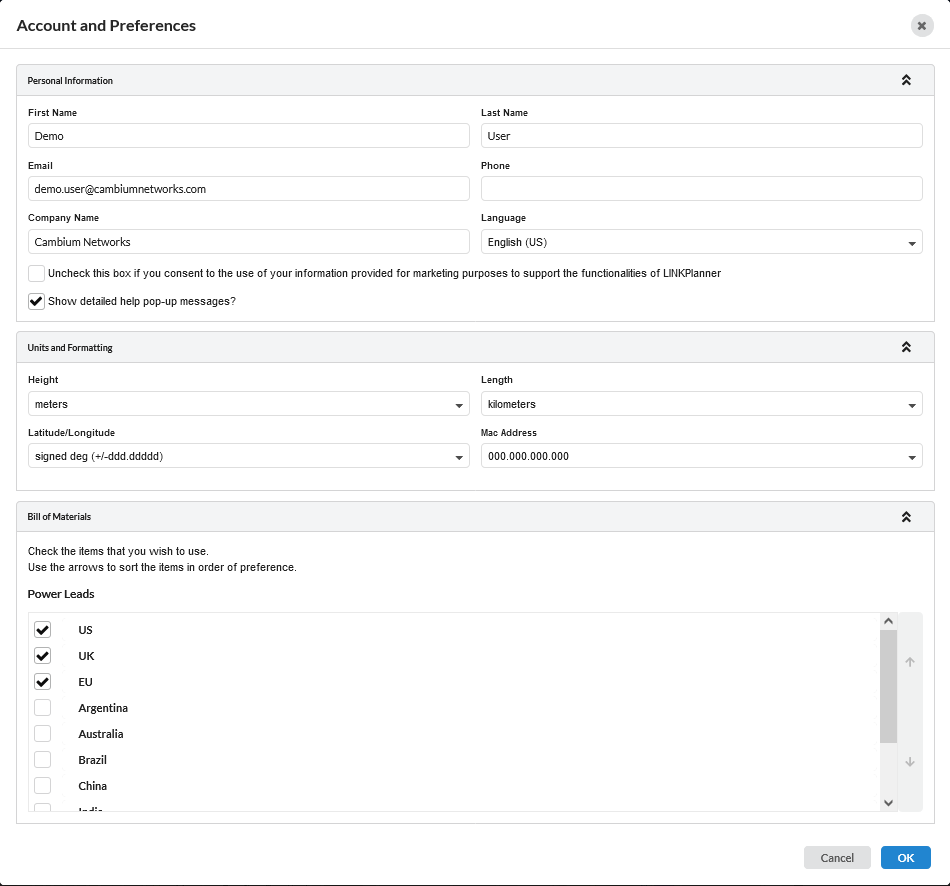 Account and Preferences
Personal Information
First Name
Last Name
Demo
User
Email
Phone
demo.user@cambiumnetworks.com
Company Name
Language
Cambium Networks
English (US)
Uncheck this box if you consent to the use of your information provided for marketing purposes to support the functionalities of LINKPlanner
Show detailed help pop-up messages?
Units and Formatting
Height
Length
meters
kilometers
Latitude/Longitude
Mac Address
signed deg (+/-ddd.ddddd)
000.000.000.000
Bill of Materials
Check the items that you wish to use.
Use the arrows to sort the items in order of preference.
Power Leads
US
UK
EU
Argentina
Australia
Brazil
China
India
Cancel
OK